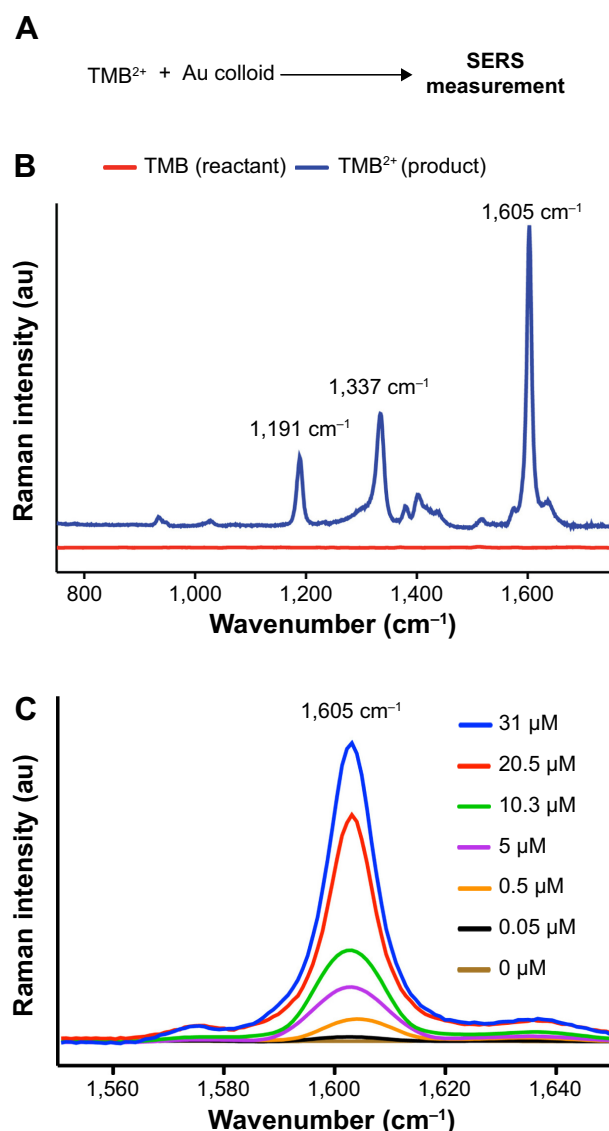 A
TMB²⁺ + Au colloid
SERS
measurement
B
TMB (reactant)
TMB²⁺ (product)
1,605 cm⁻¹
1,337 cm⁻¹
1,191 cm⁻¹
Raman intensity (au)
800
1,000
1,200
1,400
1,600
Wavenumber (cm⁻¹)
C
1,605 cm⁻¹
31 µM
20.5 µM
10.3 µM
5 µM
0.5 µM
0.05 µM
0 µM
Raman intensity (au)
1,560
1,580
1,600
1,620
1,640
Wavenumber (cm⁻¹)